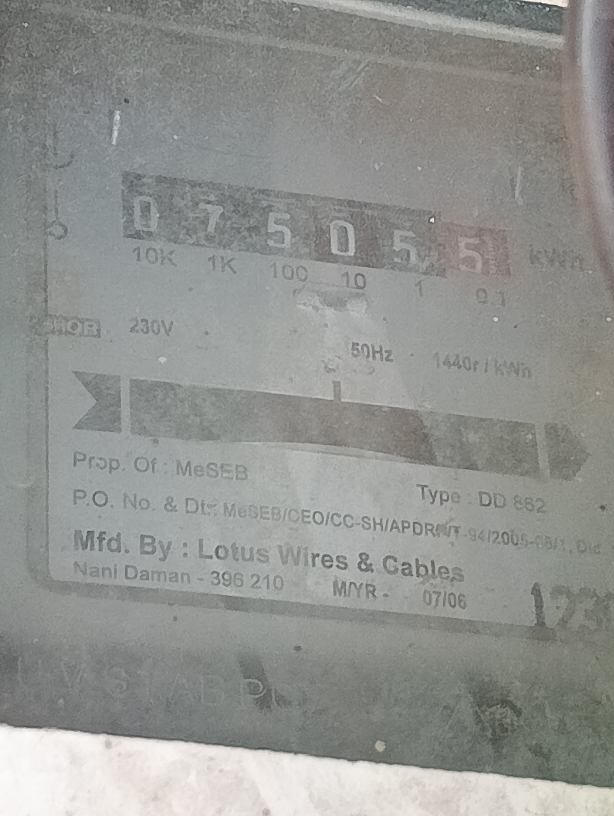 0 7 5 0 5 5 kWh
10K 1K 100 10 1 0.1
230V
50Hz 1440r / kWh
Prop. Of : MeSEB
Type : DD 862
P.O. No. & Dt.: MeSEB/CEO/CC-SH/APDRP/
Mfd. By : Lotus Wires & Cables
Nani Daman - 396 210 M/YR - 07/06